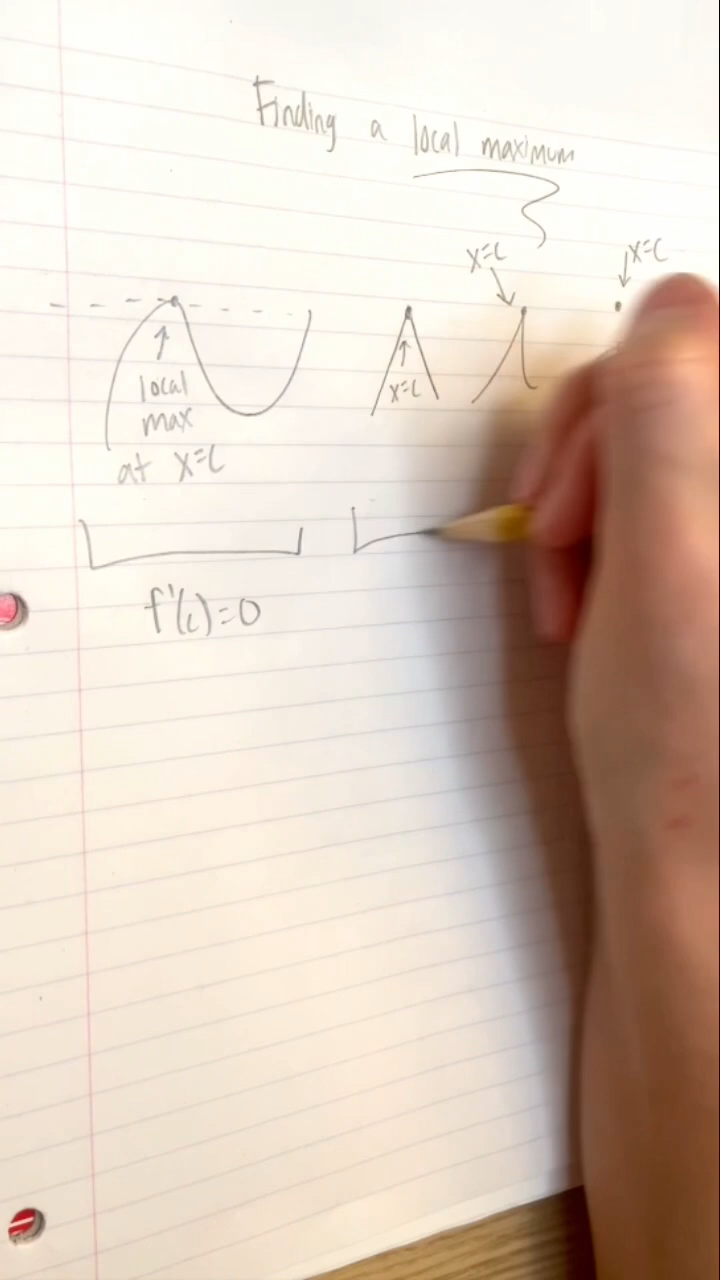 Finding a local maximum
x=c
x=c
local
max
at x=c
x=c
f'(c)=0